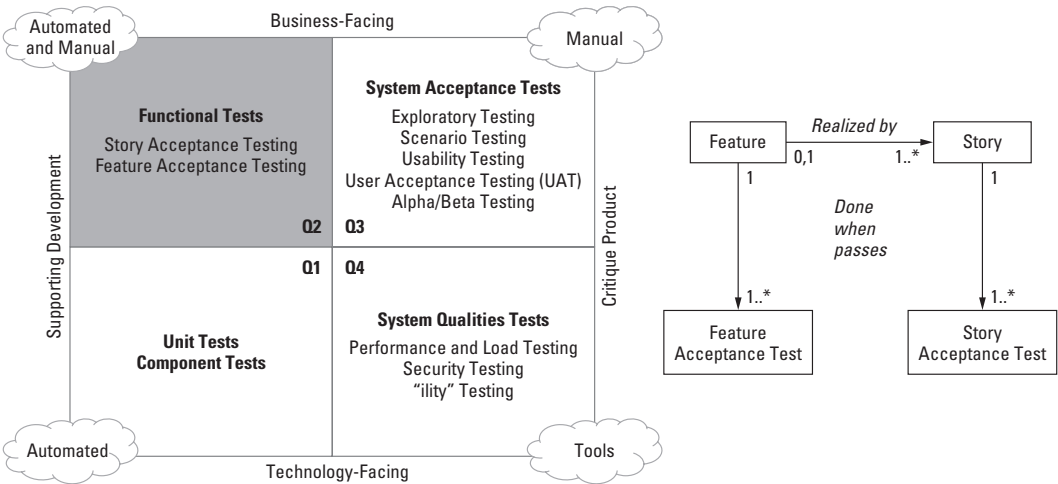 Business-Facing
Automated
and Manual
Manual
Functional Tests
Story Acceptance Testing
Feature Acceptance Testing
Q2
System Acceptance Tests
Exploratory Testing
Scenario Testing
Usability Testing
User Acceptance Testing (UAT)
Alpha/Beta Testing
Q3
Supporting Development
Critique Product
Q1
Unit Tests
Component Tests
Q4
System Qualities Tests
Performance and Load Testing
Security Testing
“ility” Testing
Automated
Tools
Technology-Facing
Feature
Realized by
0,1
1..*
Story
1
1
Done
when
passes
1..*
1..*
Feature
Acceptance Test
Story
Acceptance Test